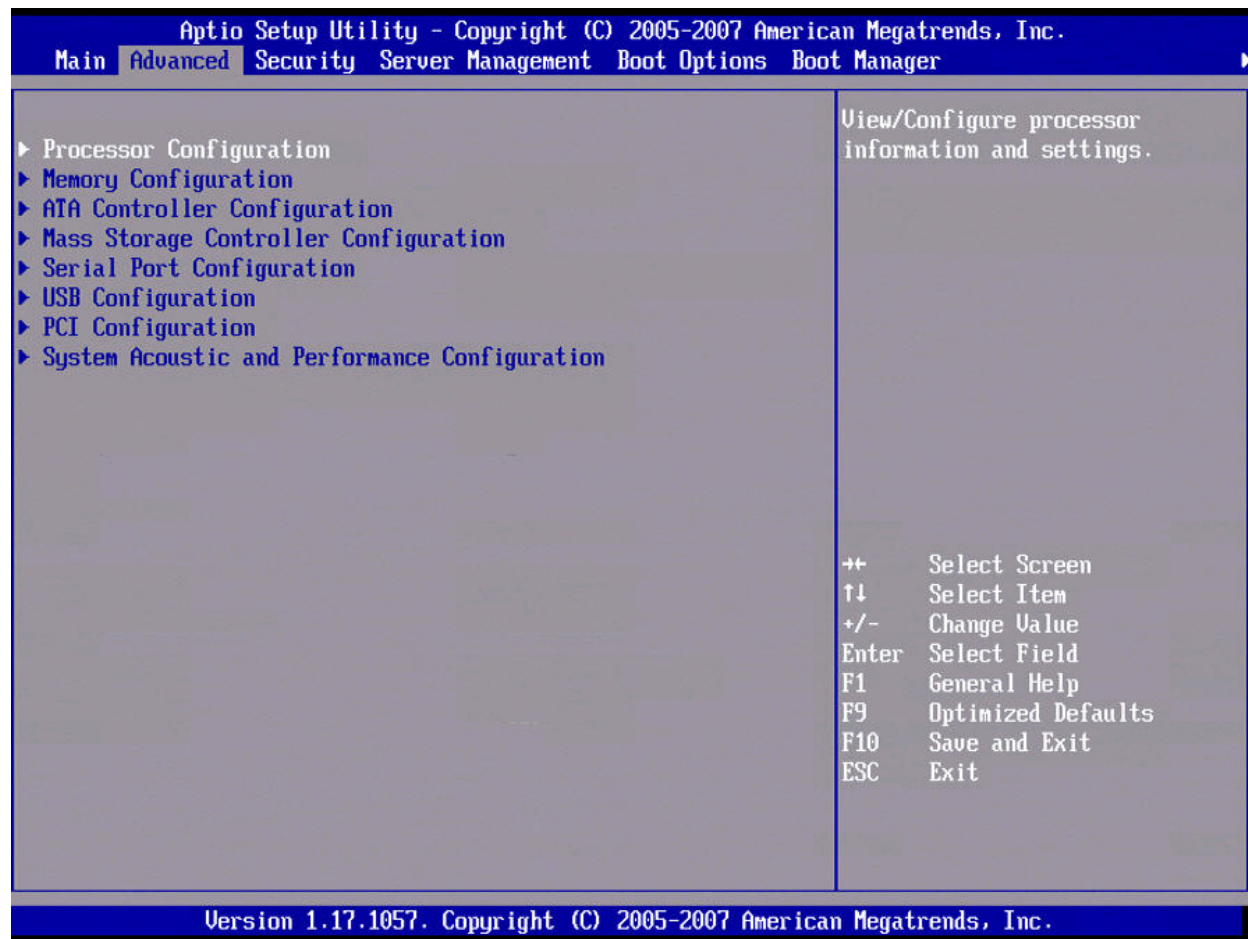 Aptio Setup Utility - Copyright (C) 2005-2007 American Megatrends, Inc.
Main Advanced Security Server Management Boot Options Boot Manager
View/Configure processor
information and settings.
Processor Configuration
Memory Configuration
ATA Controller Configuration
Mass Storage Controller Configuration
Serial Port Configuration
USB Configuration
PCI Configuration
System Acoustic and Performance Configuration
→← Select Screen
↑↓ Select Item
+/- Change Value
Enter Select Field
F1 General Help
F9 Optimized Defaults
F10 Save and Exit
ESC Exit
Version 1.17.1057. Copyright (C) 2005-2007 American Megatrends, Inc.